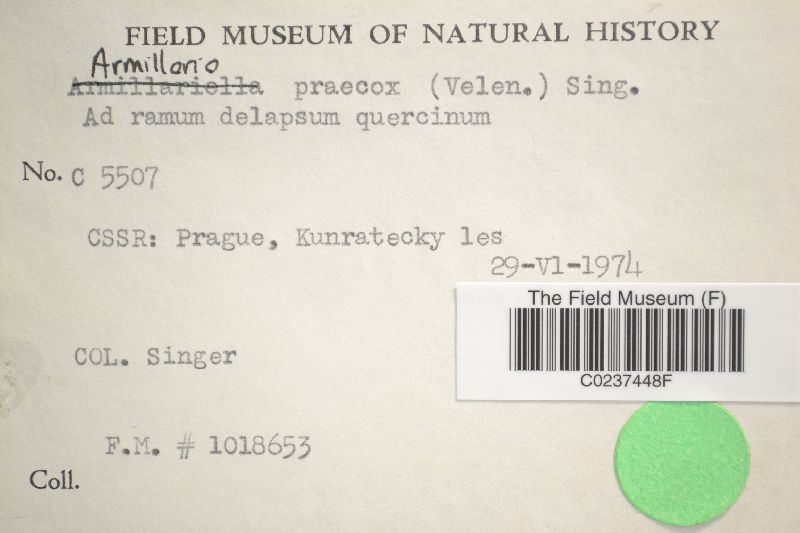 FIELD MUSEUM OF NATURAL HISTORY
Armillaria
Armillariella praecox (Velen.) Sing.
Ad ramum delapsum quercinum
No. C 5507
CSSR: Prague, Kunratecky les
29-V1-1974
The Field Museum (F)
C0237448F
COL. Singer
F.M. # 1018653
Coll.